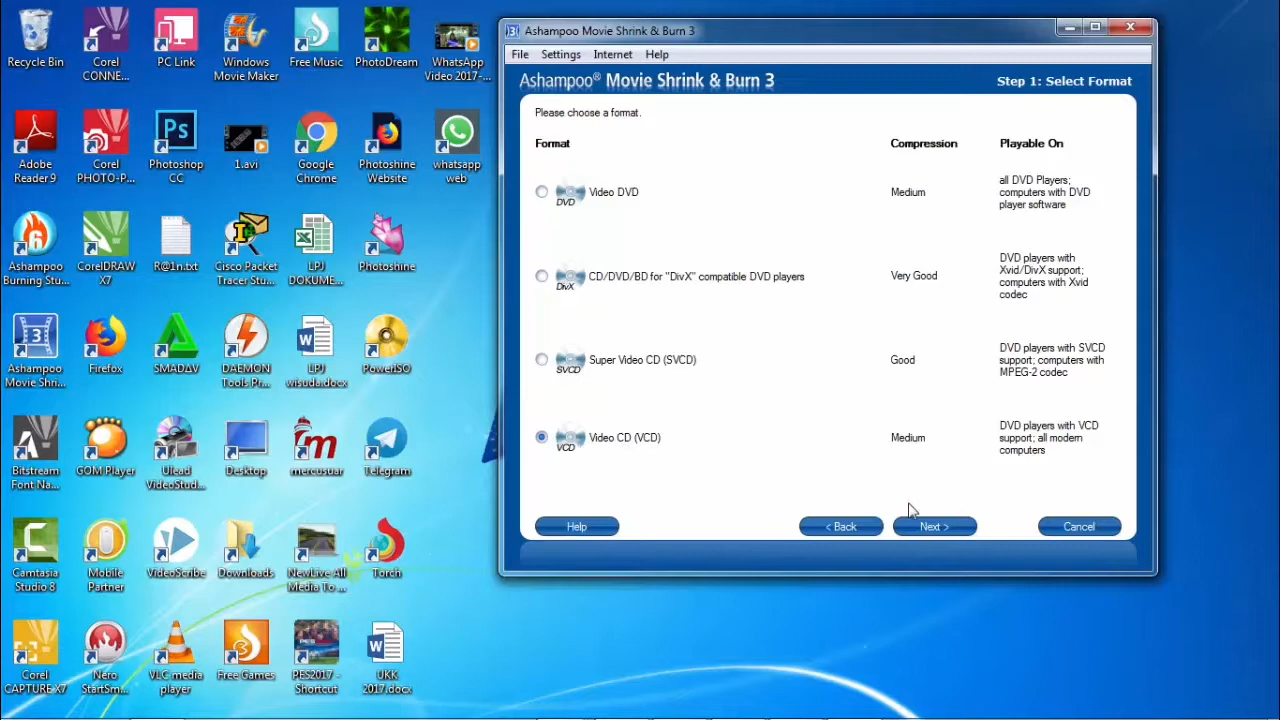 Recycle Bin
Corel
CONNE...
PC Link
Windows
Movie Maker
Free Music
PhotoDream
WhatsApp
Video 2017-...
Adobe
Reader 9
Corel
PHOTO-P...
Ps
Photoshop
CC
1.avi
Google
Chrome
Photoshine
Website
whatsapp
web
6
Ashampoo
Burning Stu...
CorelDRAW
X7
R@1n.txt
Cisco Packet
Tracer Stu...
LPJ
DOKUME...
Photoshine
3
Ashampoo
Movie Shri...
Firefox
SMADΔV
DAEMON
Tools Pr...
LPJ
wisuda.docx
PowerISO
Bitstream
Font Na...
GOM Player
Ulead
VideoStud...
Desktop
m
mercusuar
Telegram
Camtasia
Studio 8
Mobile
Partner
VideoScribe
Downloads
NewLive All
Media To ...
Torch
Corel
CAPTURE X7
Nero
StartSm...
VLC media
player
Free Games
PES2017 -
Shortcut
UKK
2017.docx
3
Ashampoo Movie Shrink & Burn 3
File Settings Internet Help
Ashampoo® Movie Shrink & Burn 3
Step 1: Select Format
Please choose a format.
Format Compression Playable On
DVD
Video DVD
Medium
all DVD Players;
computers with DVD
player software
DivX
CD/DVD/BD for "DivX" compatible DVD players
Very Good
DVD players with
Xvid/DivX support;
computers with Xvid
codec
SVCD
Super Video CD (SVCD)
Good
DVD players with SVCD
support; computers with
MPEG-2 codec
VCD
Video CD (VCD)
Medium
DVD players with VCD
support; all modern
computers
Help < Back Next > Cancel